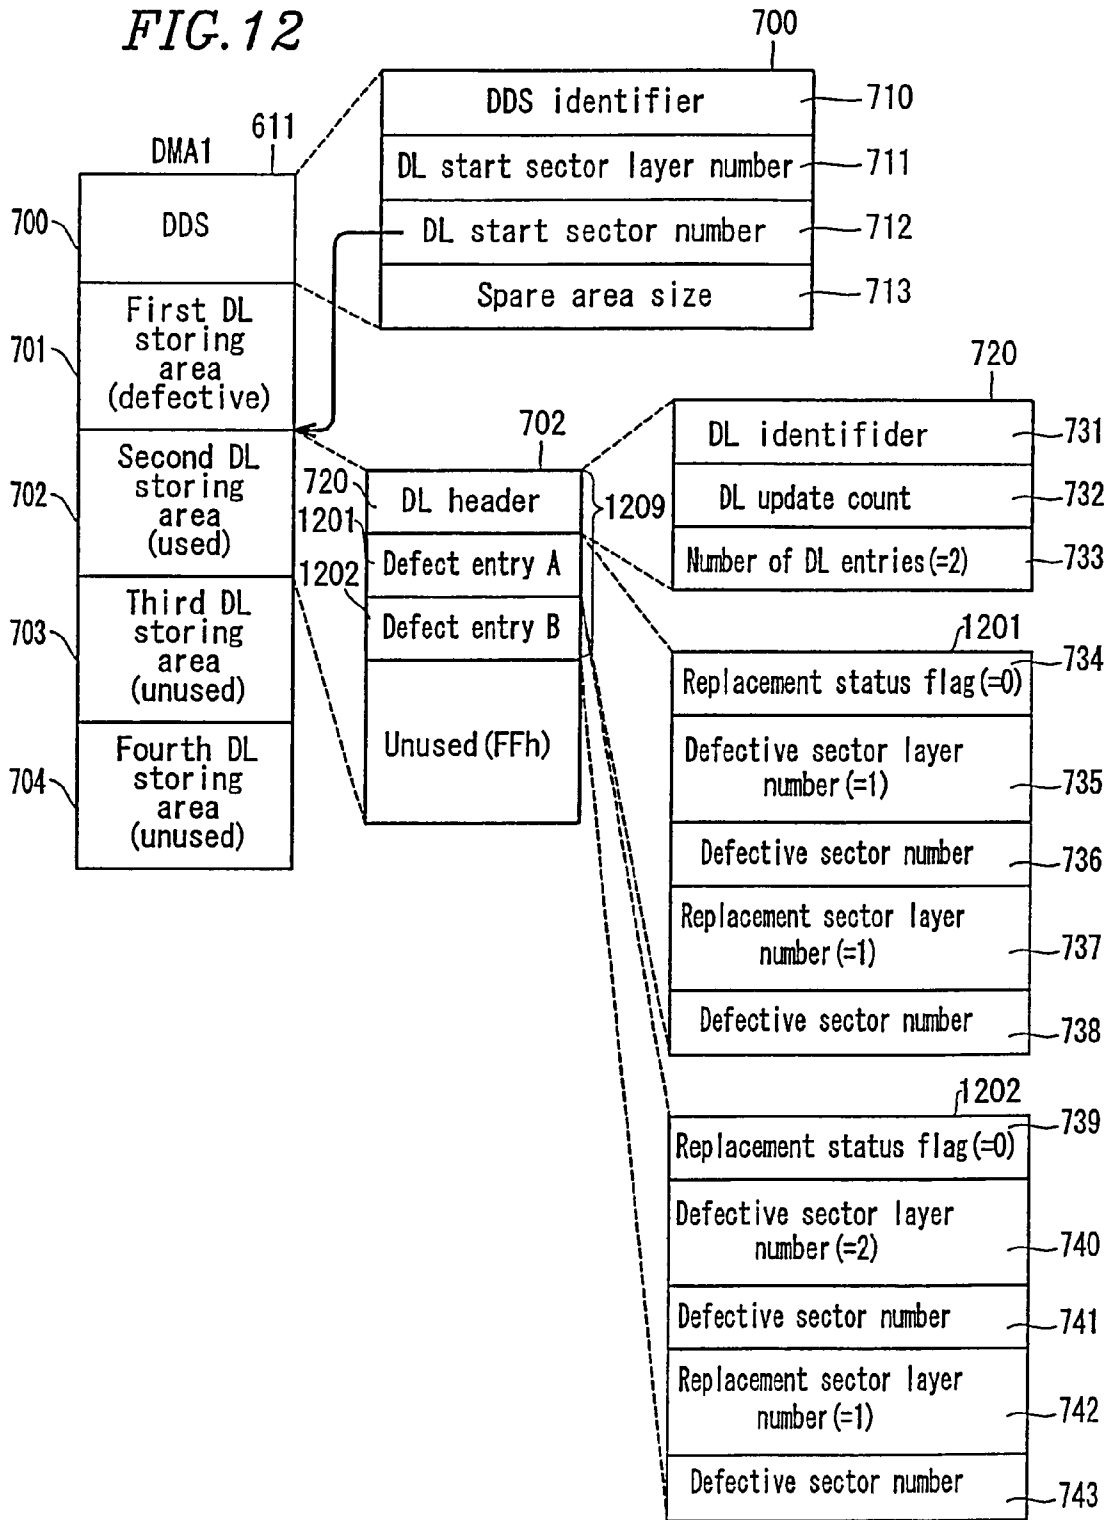 FIG.12
DMA1
611
700
DDS
701
First DL
storing
area
(defective)
702
Second DL
storing
area
(used)
703
Third DL
storing
area
(unused)
704
Fourth DL
storing
area
(unused)
700
DDS identifier
710
DL start sector layer number
711
DL start sector number
712
Spare area size
713
702
720
DL header
1209
1201
Defect entry A
1202
Defect entry B
Unused(FFh)
720
DL identifider
731
DL update count
732
Number of DL entries(=2)
733
1201
734
Replacement status flag(=0)
Defective sector layer
number(=1)
735
Defective sector number
736
Replacement sector layer
number(=1)
737
Defective sector number
738
1202
739
Replacement status flag(=0)
Defective sector layer
number(=2)
740
Defective sector number
741
Replacement sector layer
number(=1)
742
Defective sector number
743